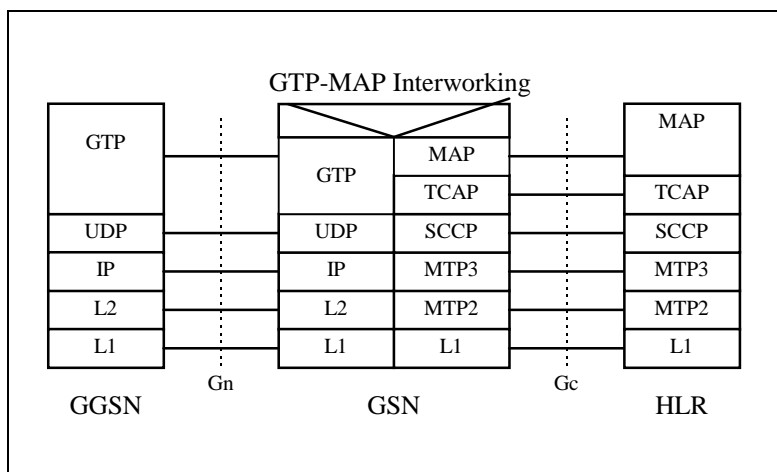 GTP-MAP Interworking
GTP
MAP
MAP
GTP
TCAP
TCAP
UDP
UDP
SCCP
SCCP
IP
IP
MTP3
MTP3
L2
L2
MTP2
MTP2
L1
L1
L1
L1
Gn
Gc
GGSN
GSN
HLR